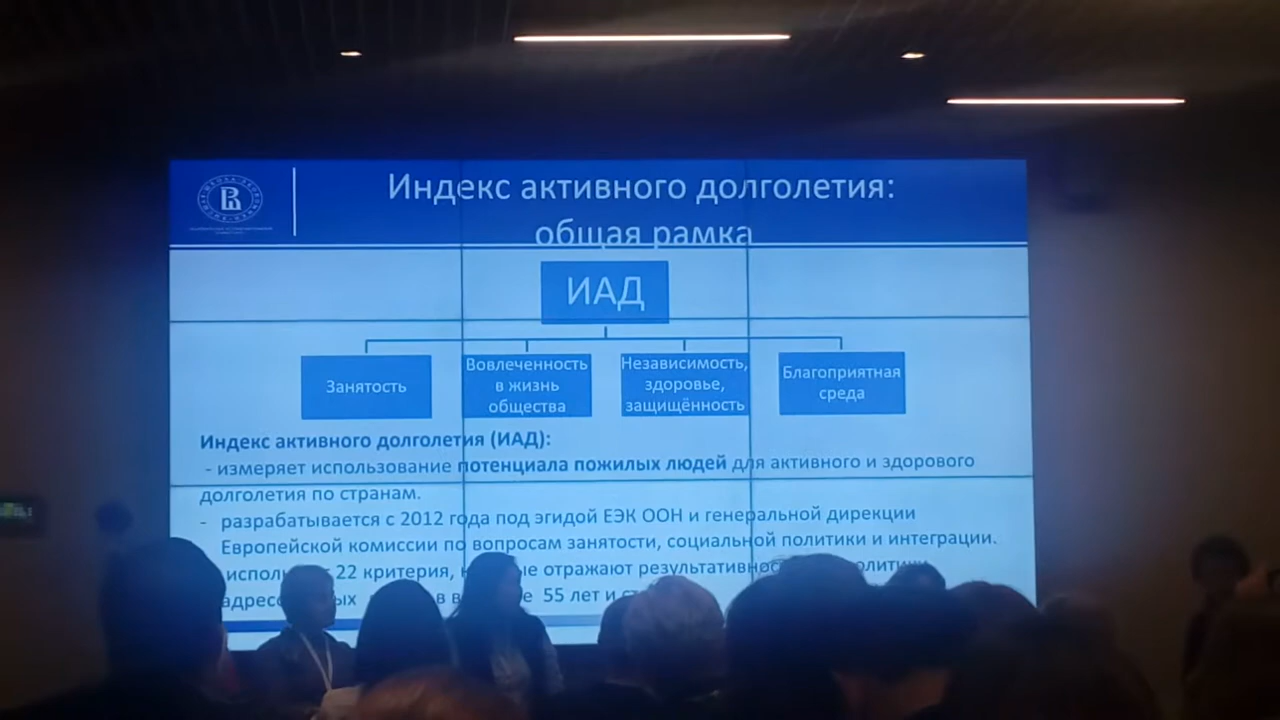 Индекс активного долголетия:
общая рамка
ИАД
Занятость
Вовлеченность
в жизнь
общества
Независимость,
здоровье,
защищённость
Благоприятная
среда
Индекс активного долголетия (ИАД):
- измеряет использование потенциала пожилых людей для активного и здорового
долголетия по странам.
- разрабатывается с 2012 года под эгидой ЕЭК ООН и генеральной дирекции
Европейской комиссии по вопросам занятости, социальной политики и интеграции.
22 критерия, отражают
в 55 лет и